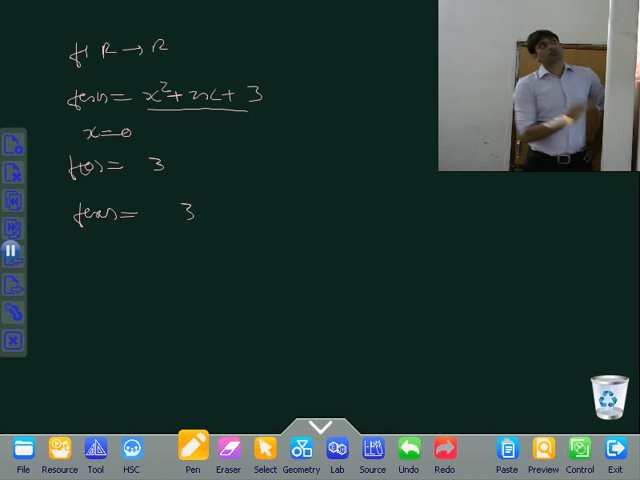 f: R → R
f(x) = x² + 2x + 3
x = 0
f(0) = 3
f(x) = 3
File Resource Tool HSC Pen Eraser Select Geometry Lab Source Undo Redo Paste Preview Control Exit